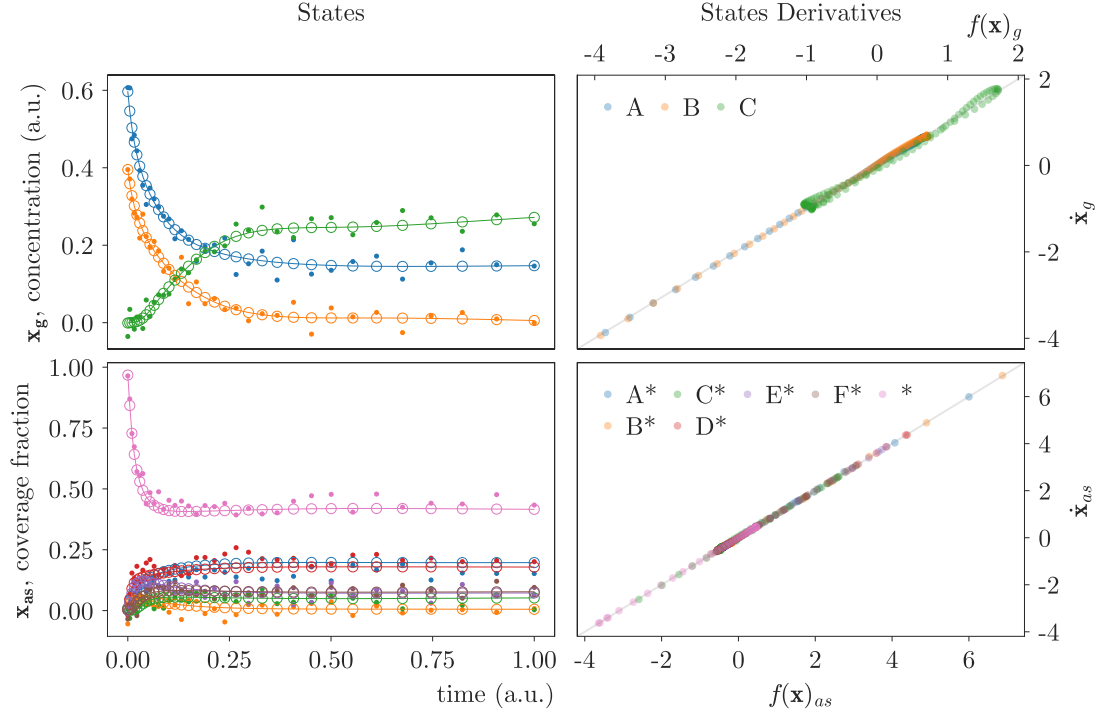 States
States Derivatives
f(x)g
-4 -3 -2 -1 0 1 2
xg, concentration (a.u.)
0.6
0.4
0.2
0.0
A B C
2
0
-2
-4
ẋg
xas, coverage fraction
1.00
0.75
0.50
0.25
0.00
0.00 0.25 0.50 0.75 1.00
time (a.u.)
A* C* E* F* *
B* D*
6
4
2
0
-2
-4
ẋas
-4 -2 0 2 4 6
f(x)as